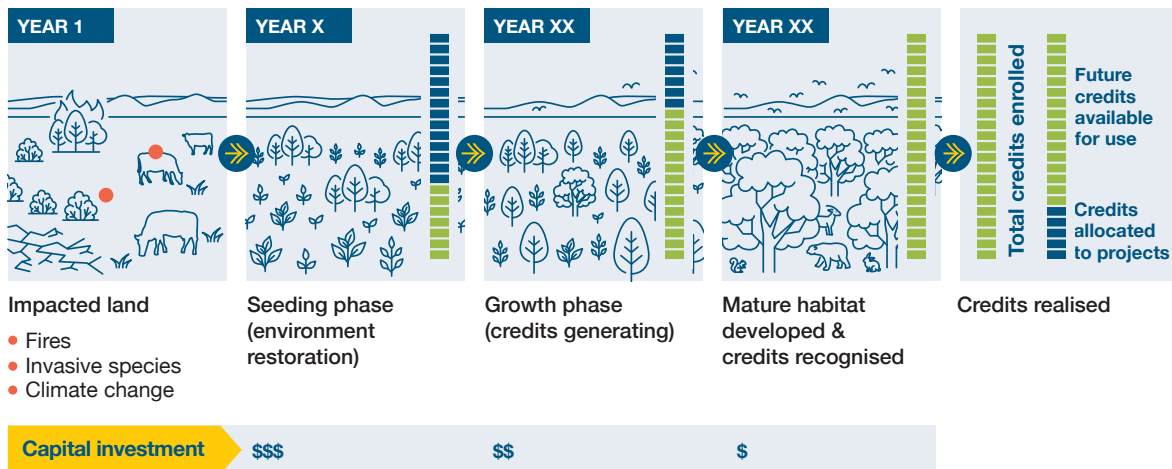 YEAR 1
YEAR X
YEAR XX
YEAR XX
Total credits enrolled
Future
credits
available
for use
Credits
allocated
to projects
Impacted land
Fires
Invasive species
Climate change
Seeding phase
(environment
restoration)
Growth phase
(credits generating)
Mature habitat
developed &
credits recognised
Credits realised
Capital investment
$$$
$$
$